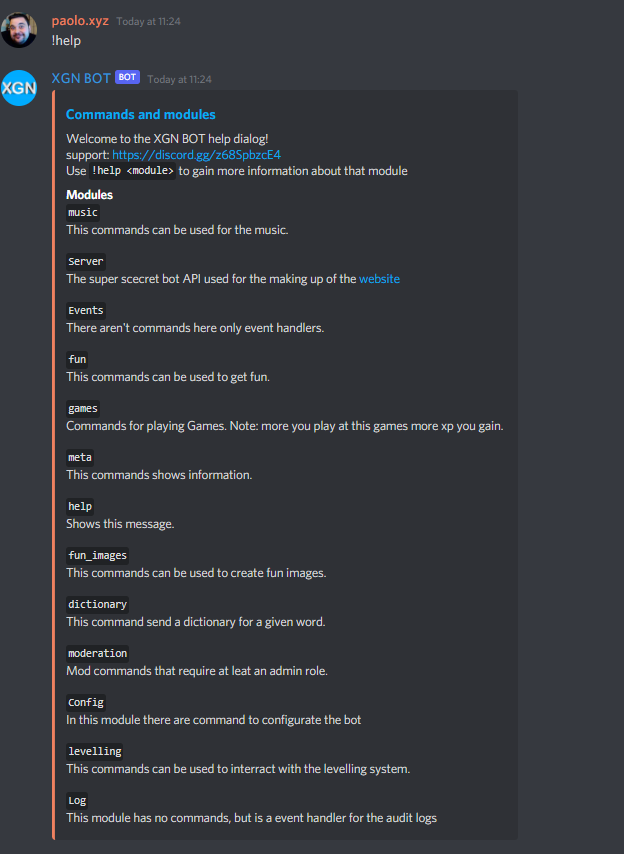 paolo.xyz Today at 11:24
!help
XGN
XGN BOT BOT Today at 11:24
Commands and modules
Welcome to the XGN BOT help dialog!
support: https://discord.gg/z68SpbzcE4
Use !help <module> to gain more information about that module
Modules
music
This commands can be used for the music.
Server
The super scecret bot API used for the making up of the website
Events
There aren't commands here only event handlers.
fun
This commands can be used to get fun.
games
Commands for playing Games. Note: more you play at this games more xp you gain.
meta
This commands shows information.
help
Shows this message.
fun_images
This commands can be used to create fun images.
dictionary
This command send a dictionary for a given word.
moderation
Mod commands that require at leat an admin role.
Config
In this module there are command to configurate the bot
levelling
This commands can be used to interract with the levelling system.
Log
This module has no commands, but is a event handler for the audit logs